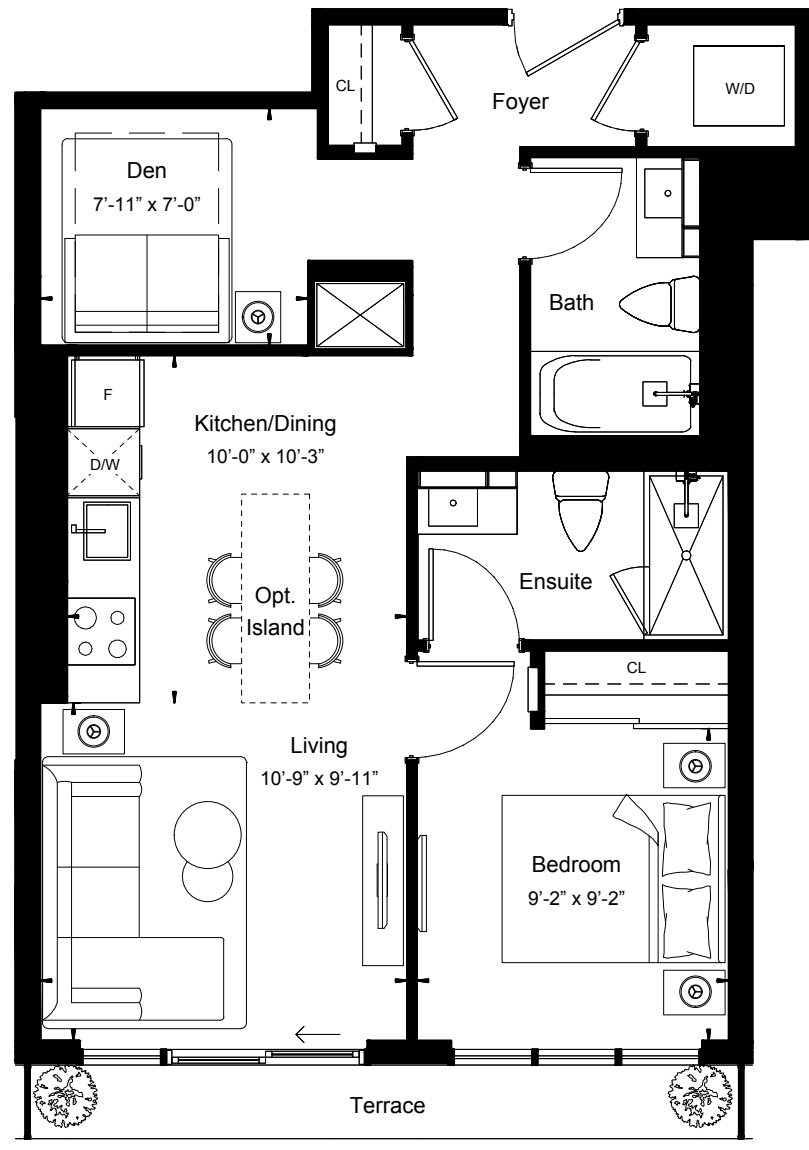 CL
Foyer
W/D
Den
7'-11" x 7'-0"
Bath
F
D/W
Kitchen/Dining
10'-0" x 10'-3"
Opt.
Island
Ensuite
CL
Living
10'-9" x 9'-11"
Bedroom
9'-2" x 9'-2"
Terrace